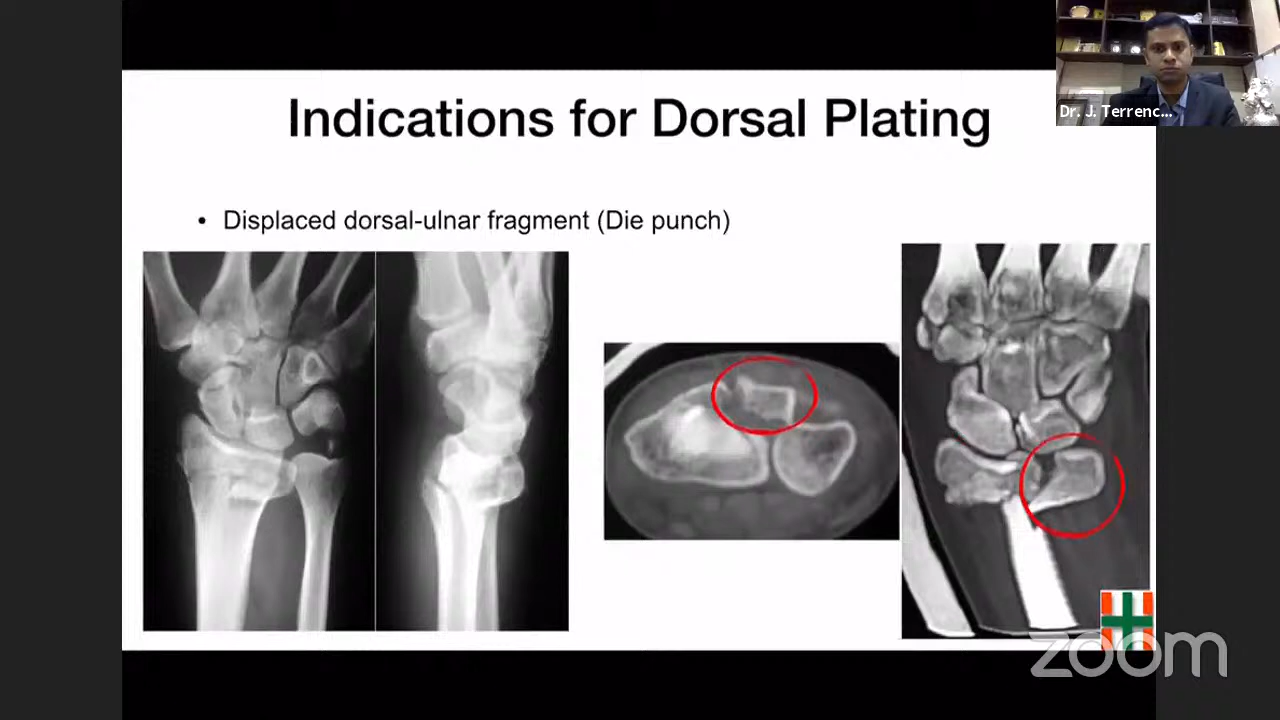 Indications for Dorsal Plating
Dr. J. Terrenc...
• Displaced dorsal-ulnar fragment (Die punch)
zoom